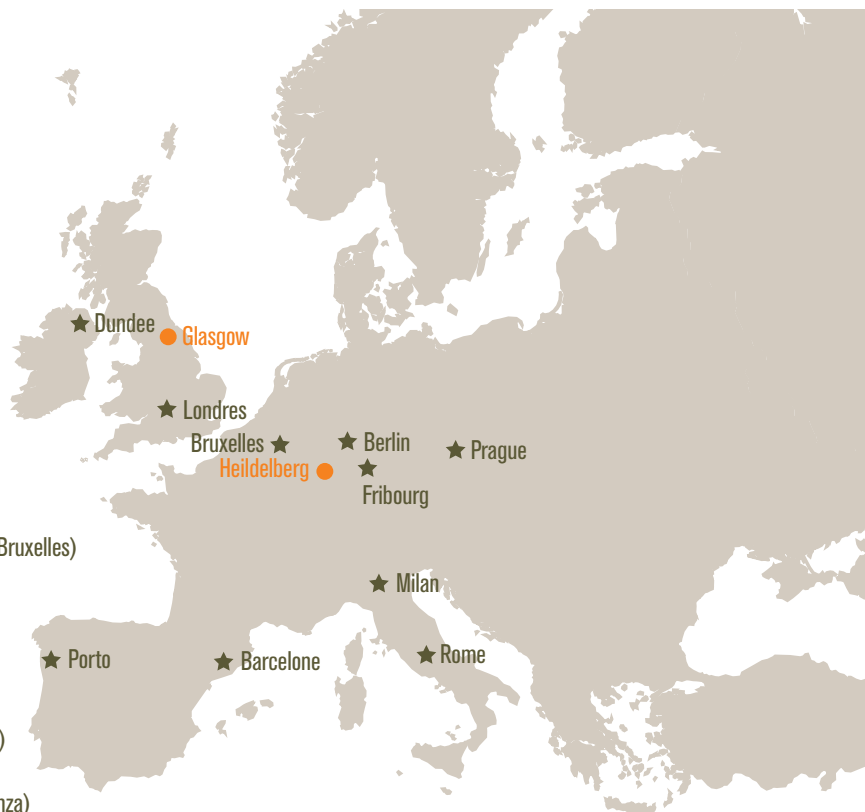 Dundee
Glasgow
Londres
Bruxelles
Berlin
Prague
Heildelberg
Fribourg
Bruxelles)
Milan
Porto
Barcelone
Rome
)
nza)